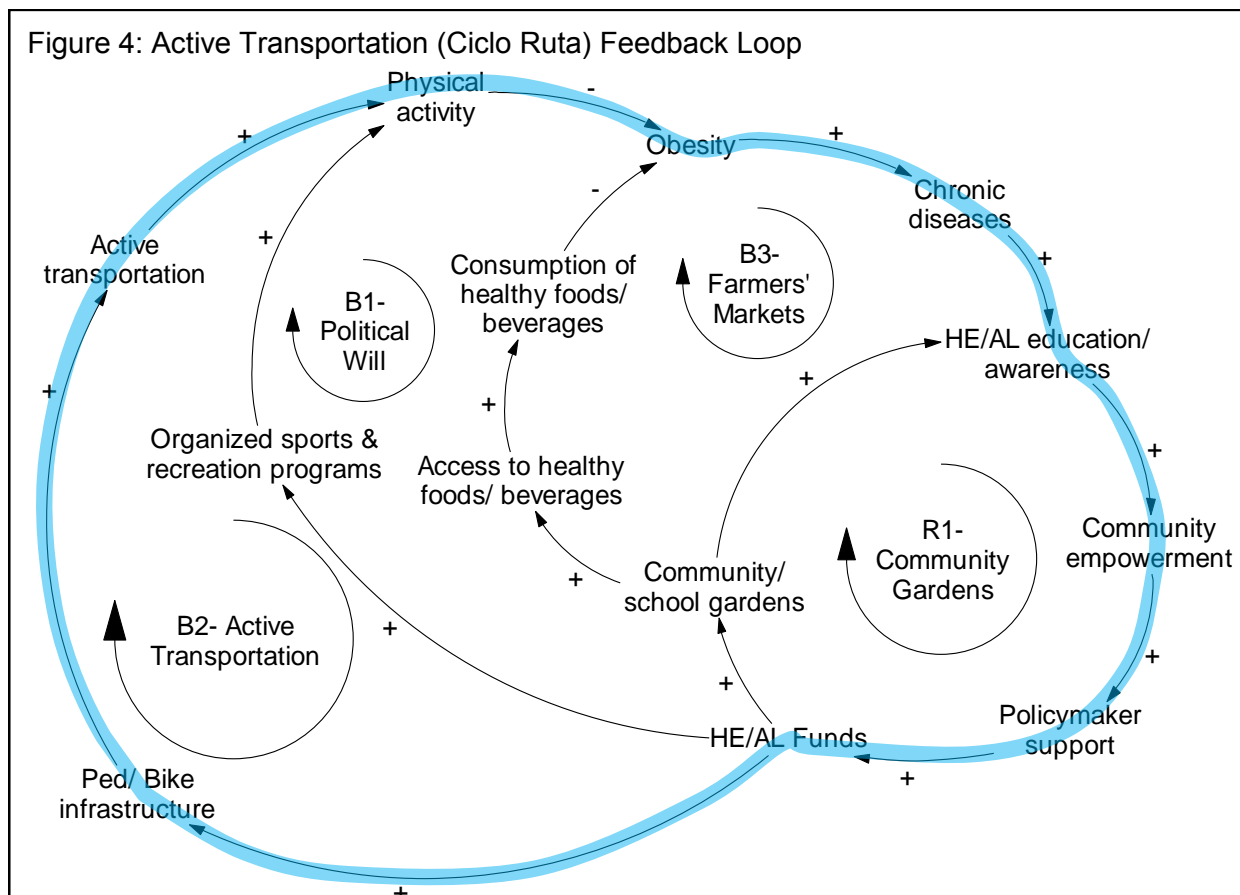 Figure 4: Active Transportation (Ciclo Ruta) Feedback Loop
Physical
activity
-
+
Obesity
+
Chronic
diseases
-
+
+
Active
transportation
Consumption of
healthy foods/
beverages
B3-
Farmers'
Markets
B1-
Political
Will
HE/AL education/
awareness
+
+
+
Organized sports &
recreation programs
Access to healthy
foods/ beverages
+
Community
empowerment
R1-
Community
Gardens
Community/
school gardens
+
B2- Active
Transportation
+
+
+
Policymaker
support
HE/AL Funds
+
Ped/ Bike
infrastructure
+